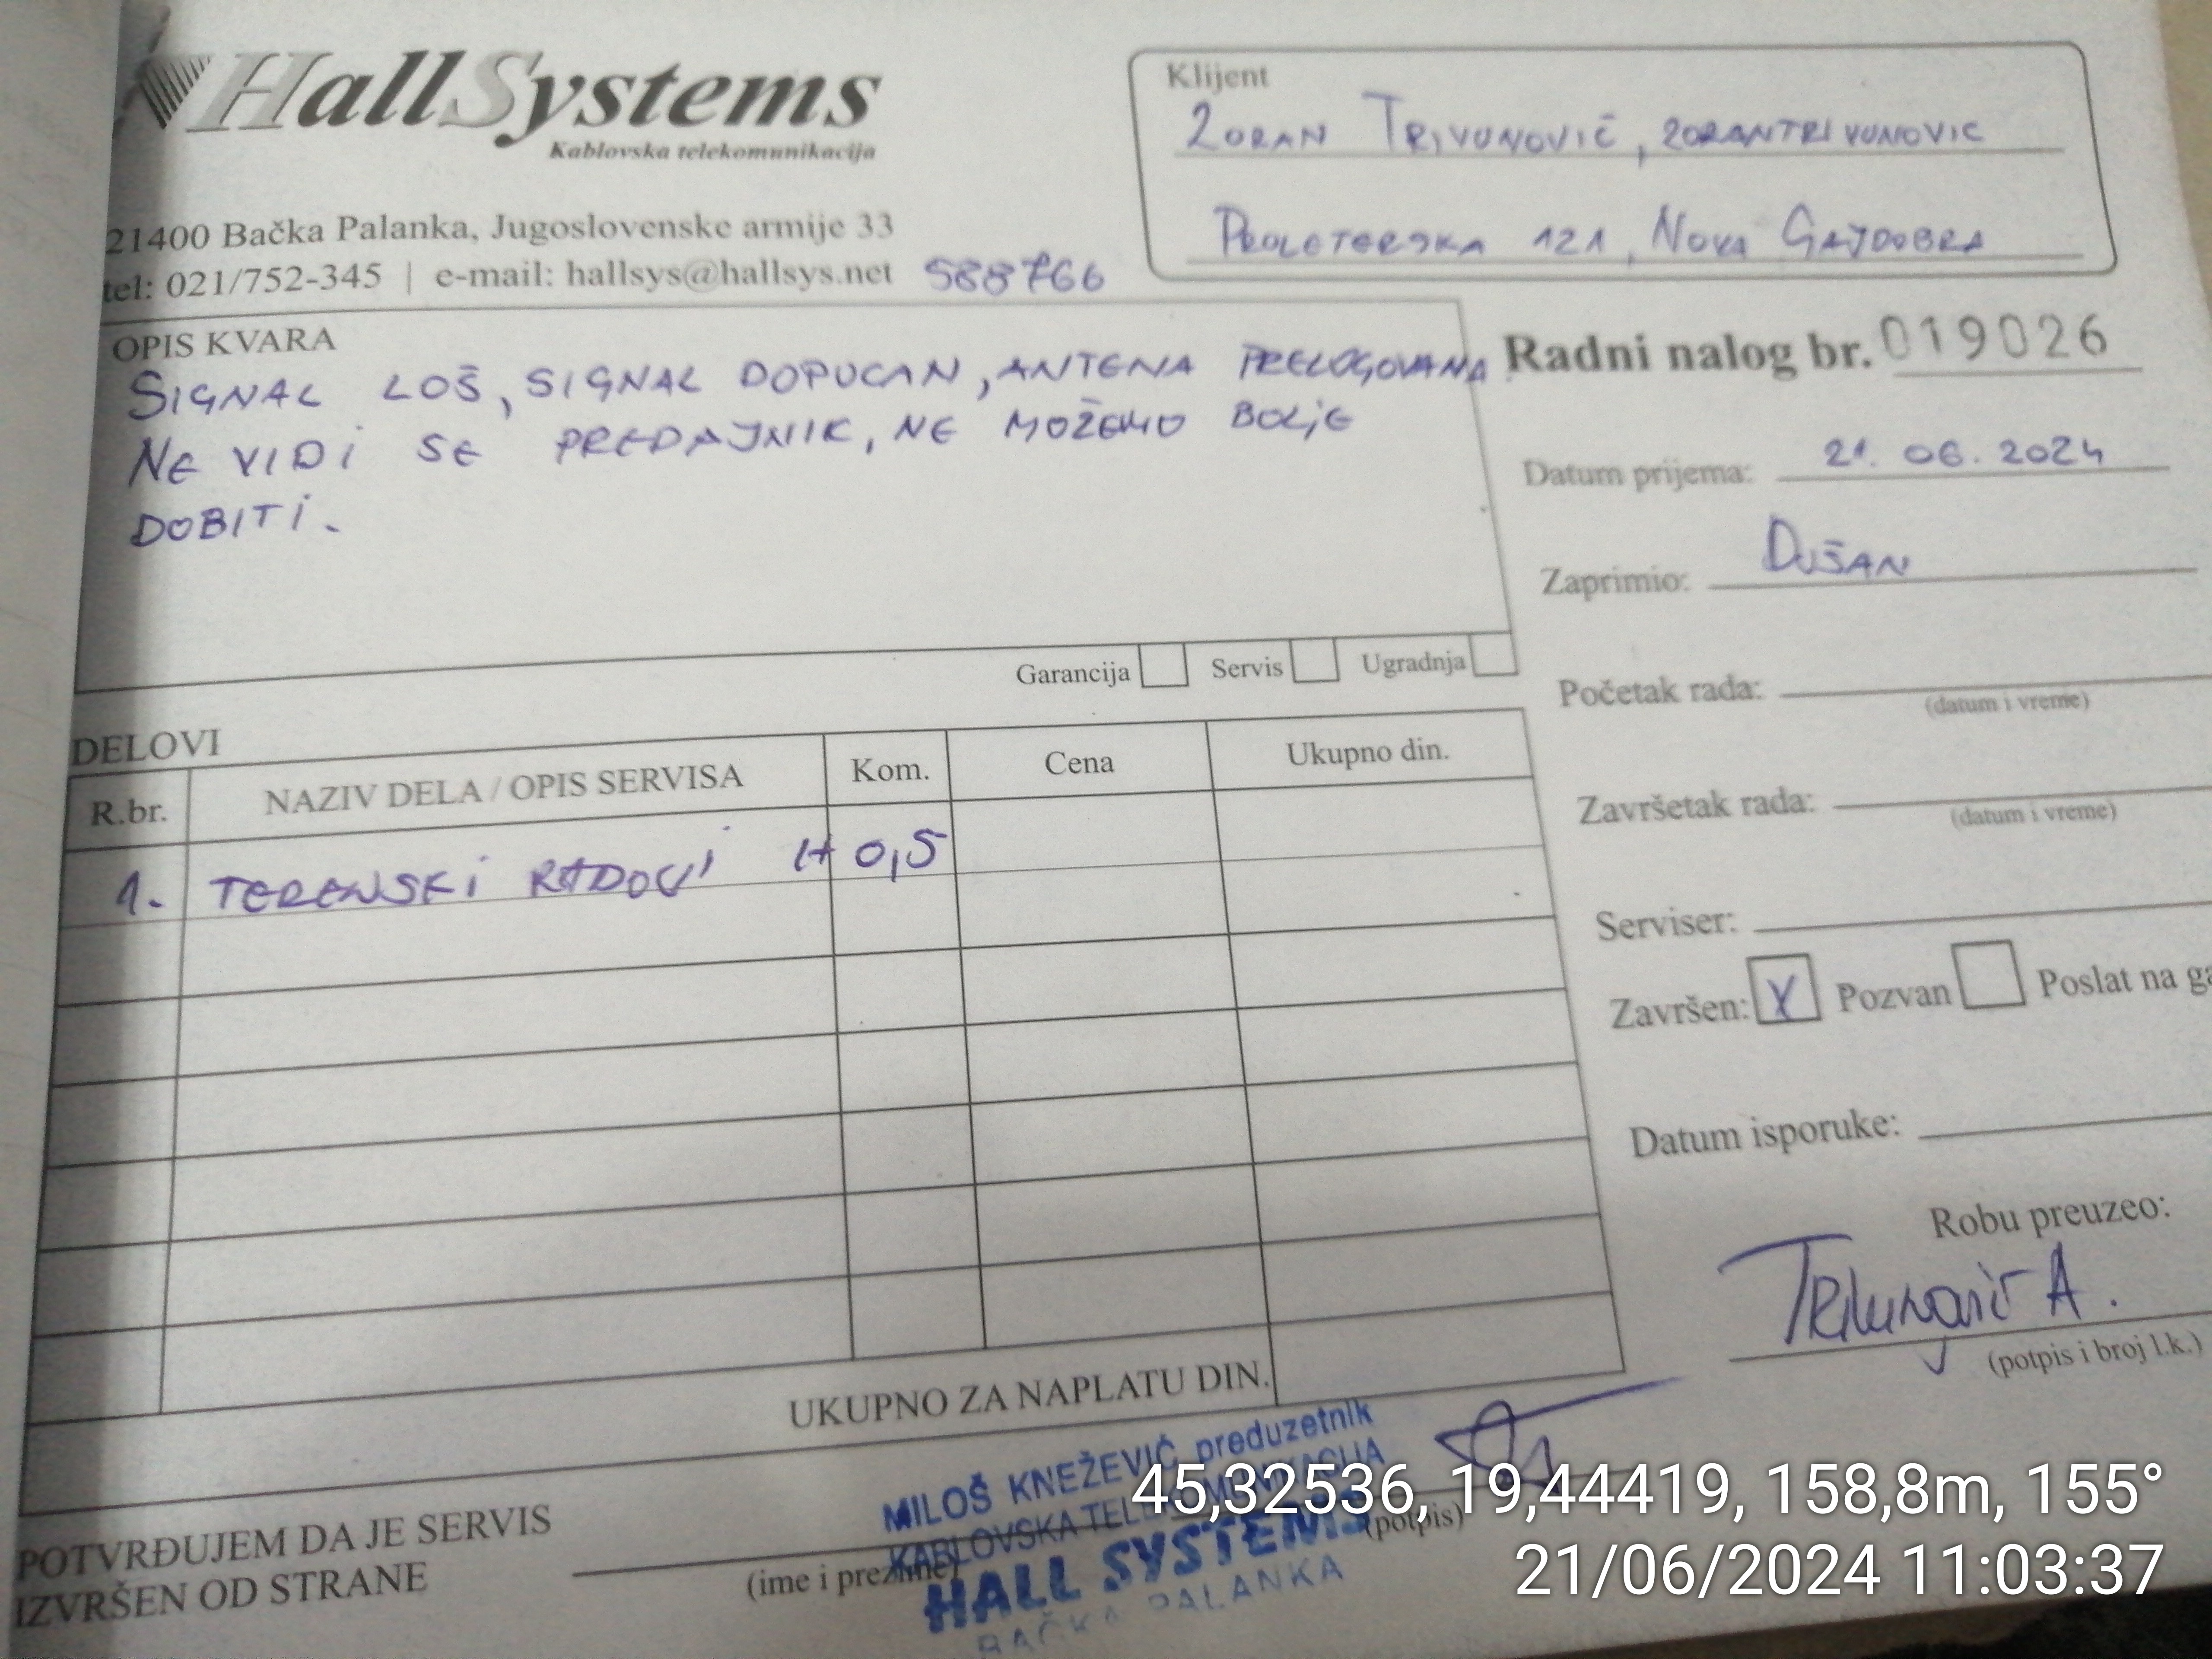 HallSystems
Kablovska telekomunikacija
21400 Bačka Palanka, Jugoslovenske armije 33
tel: 021/752-345 | e-mail: hallsys@hallsys.net 588766
Klijent
ZORAN TRIVUNOVIĆ, ZORANTRIVUNOVIC
PROLETERSKA 121, NOVA GAJDOBRA
OPIS KVARA
SIGNAL LOŠ, SIGNAL DOPUCAN, ANTENA PRELOGOVANA
NE VIDI SE PREDAJNIK, NE MOŽEMO BOLJE
DOBITI.
Garancija Servis Ugradnja
Radni nalog br. 019026
Datum prijema: 21. 06. 2024
Zaprimio: DUŠAN
Početak rada:
(datum i vreme)
Završetak rada:
(datum i vreme)
Serviser:
Završen: X Pozvan Poslat na ga
Datum isporuke:
Robu preuzeo:
Trivunović A.
(potpis i broj l.k.)
DELOVI
R.br. NAZIV DELA / OPIS SERVISA Kom. Cena Ukupno din.
1. TERENSKI RADOVI H 0,5
UKUPNO ZA NAPLATU DIN.
POTVRĐUJEM DA JE SERVIS
IZVRŠEN OD STRANE
(ime i prezime)
(potpis)
MILOŠ KNEŽEVIĆ preduzetnik
KABLOVSKA TELEKOMUNIKACIJA
HALL SYSTEMS
BAČKA PALANKA
45,32536, 19,44419, 158,8m, 155°
21/06/2024 11:03:37